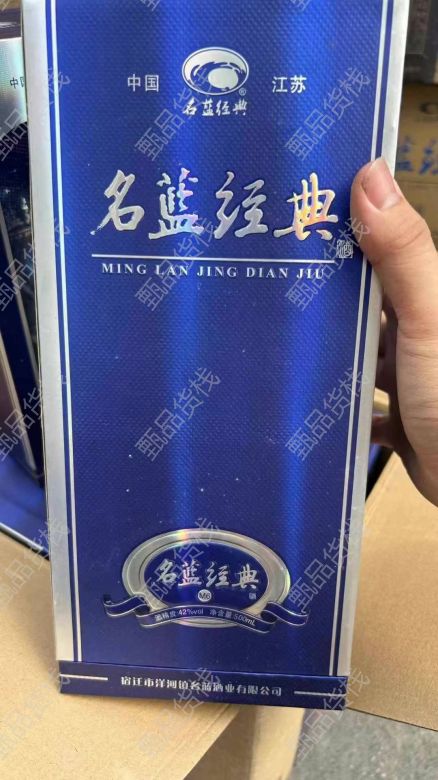 中国 江苏
名蓝经典
名蓝经典
酒
MING LAN JING DIAN JIU
名蓝经典
M6
酒精度:42%vol 净含量:500mL
宿迁市洋河镇名蓝酒业有限公司
甄品货栈